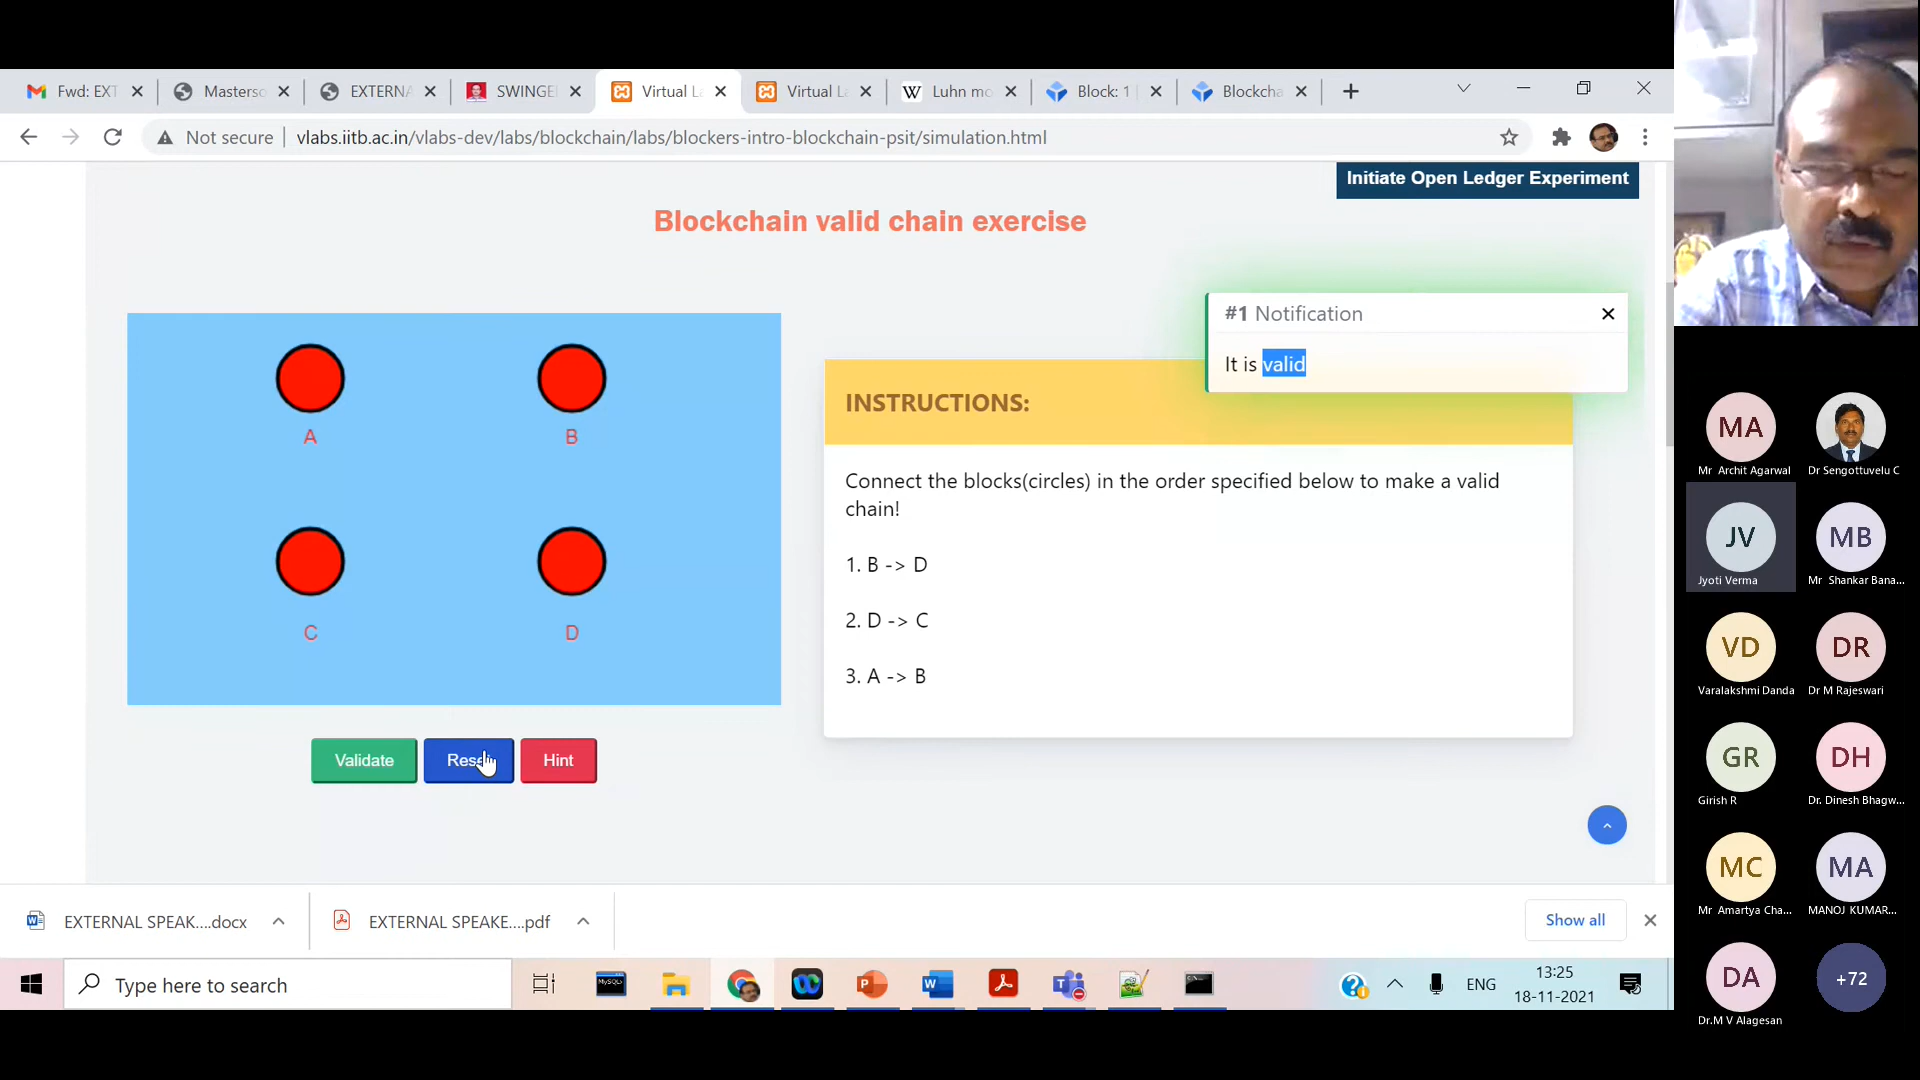 Fwd: EXT
Masterso
EXTERNA
SWINGE
Virtual La
Virtual La
Luhn mo
Block: 1
Blockcha
Not secure
vlabs.iitb.ac.in/vlabs-dev/labs/blockchain/labs/blockers-intro-blockchain-psit/simulation.html
Initiate Open Ledger Experiment
Blockchain valid chain exercise
#1 Notification
It is valid
A
B
C
D
INSTRUCTIONS:
Connect the blocks(circles) in the order specified below to make a valid
chain!
1. B -> D
2. D -> C
3. A -> B
Validate
Hint
EXTERNAL SPEAK....docx
EXTERNAL SPEAKE....pdf
Show all
Type here to search
MySQL
ENG
13:25
18-11-2021
MA
Mr Archit Agarwal
Dr Sengottuvelu C
JV
Jyoti Verma
MB
Mr Shankar Bana...
VD
Varalakshmi Danda
DR
Dr M Rajeswari
GR
Girish R
DH
Dr. Dinesh Bhagw...
MC
Mr Amartya Cha...
MA
MANOJ KUMAR...
DA
Dr.M V Alagesan
+72